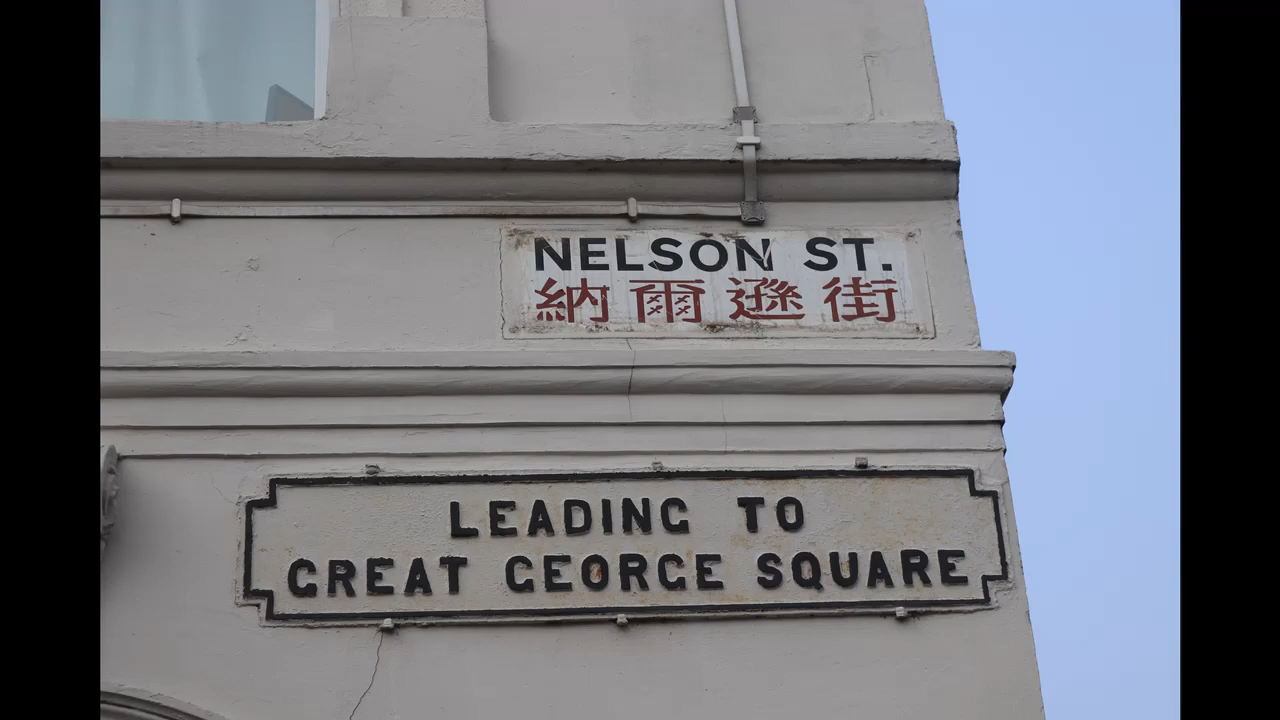 NELSON ST.
納爾遜街
LEADING TO
GREAT GEORGE SQUARE